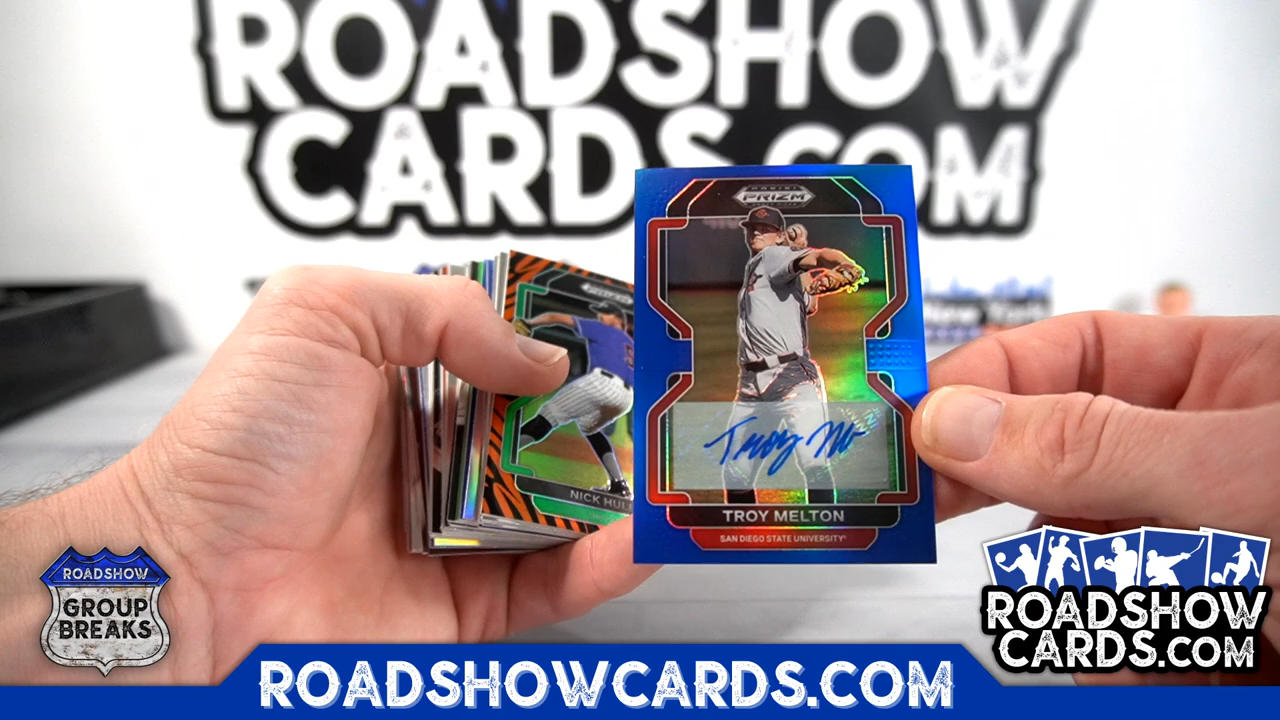 ROADSHOW
CARDS.COM
PANINI
PRIZM
NICK HUL
Troy Me
TROY MELTON
SAN DIEGO STATE UNIVERSITY
ROADSHOW
GROUP
BREAKS
ROADSHOW
CARDS.COM
ROADSHOWCARDS.COM